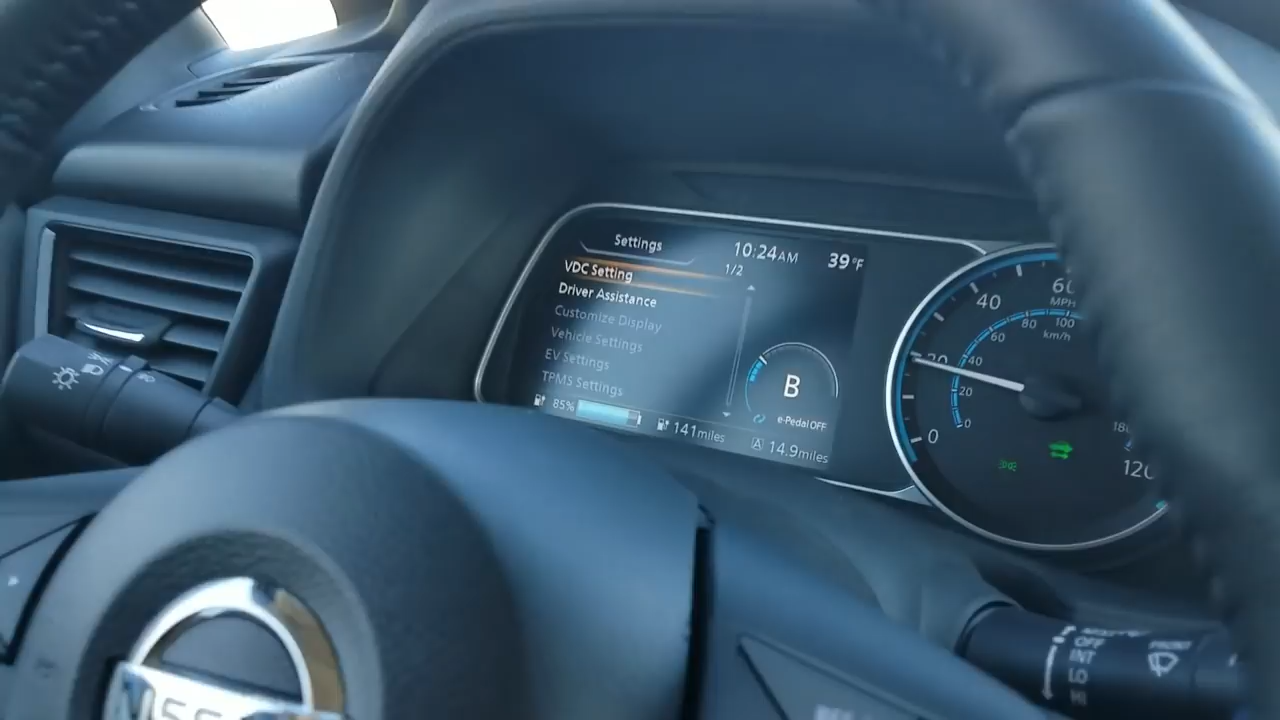 Settings
10:24AM
39°F
1/2
VDC Setting
Driver Assistance
Customize Display
Vehicle Settings
EV Settings
TPMS Settings
B
e-Pedal OFF
85%
141miles
14.9miles
0
20
40
60
MPH
120
0
20
40
60
80
100
km/h
180
OFF
INT
LO
HI